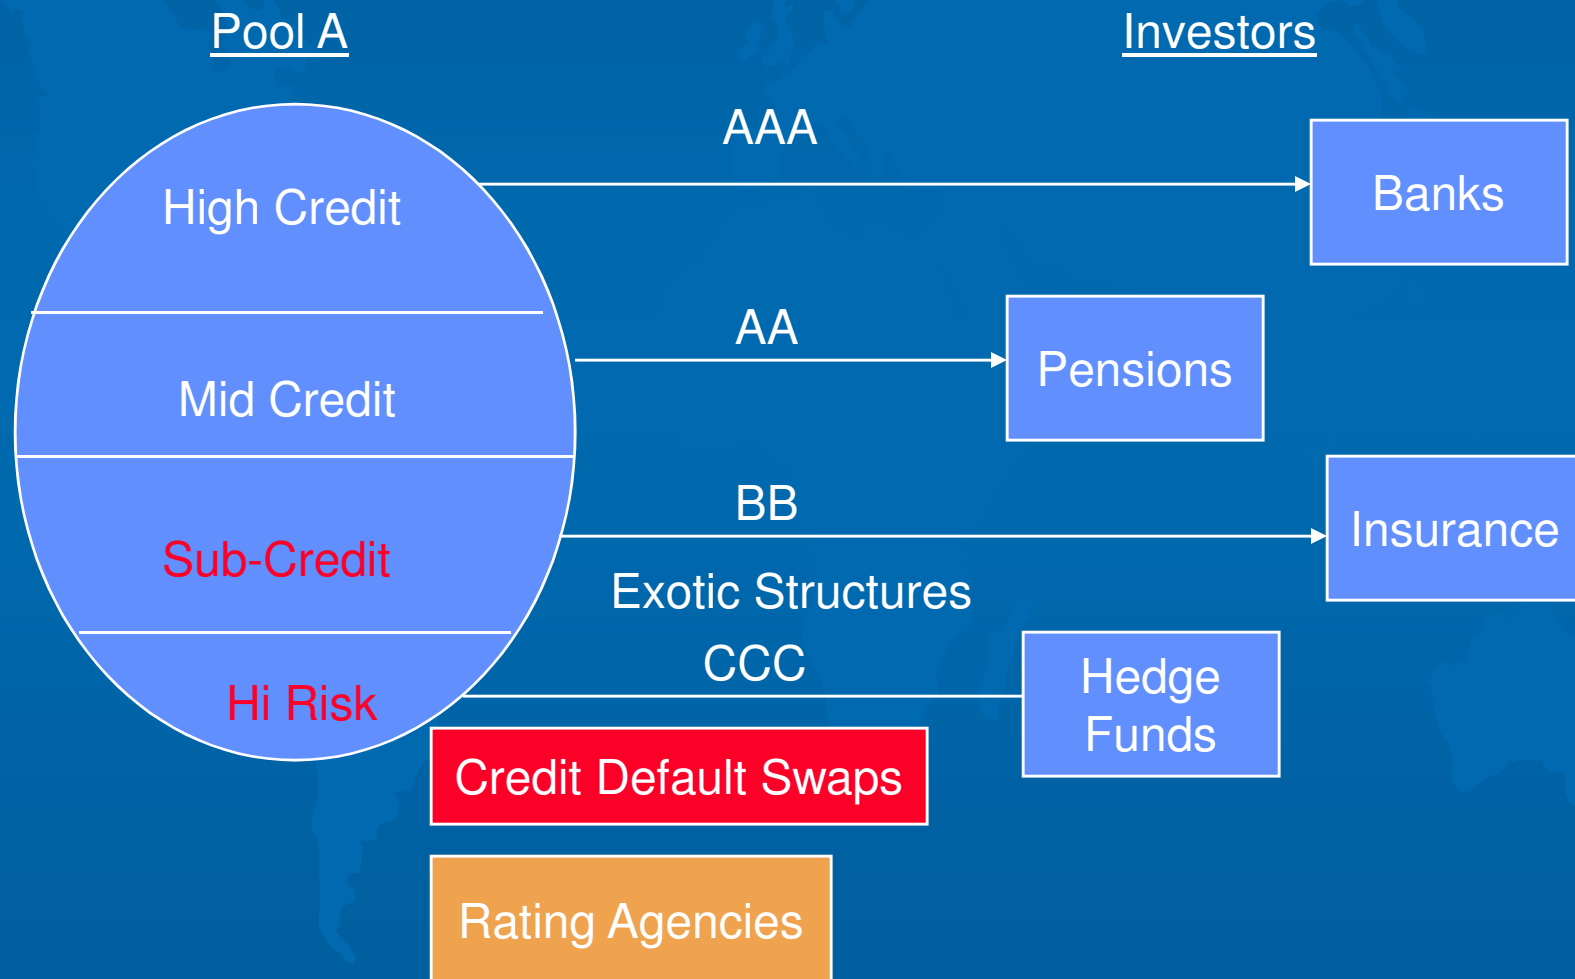 Pool A
Investors
AAA
High Credit
Banks
AA
Mid Credit
Pensions
BB
Sub-Credit
Insurance
Exotic Structures
CCC
Hi Risk
Hedge
Funds
Credit Default Swaps
Rating Agencies